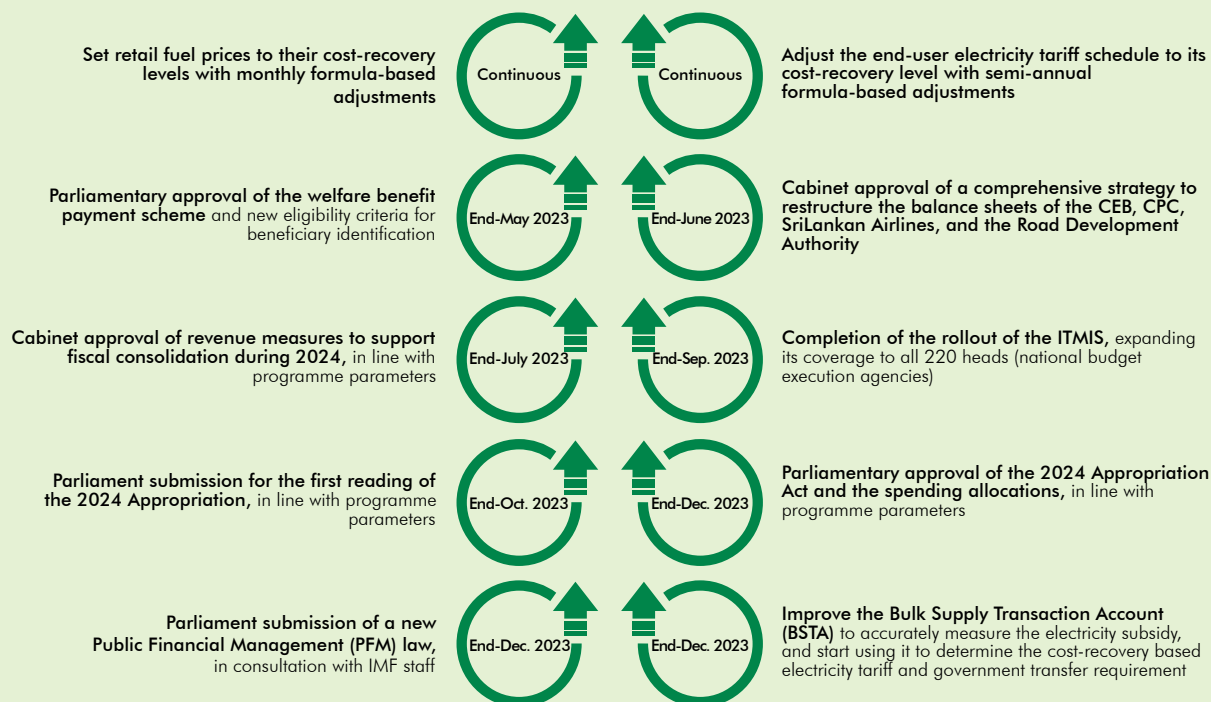 Set retail fuel prices to their cost-recovery
levels with monthly formula-based
adjustments
Continuous
Continuous
Adjust the end-user electricity tariff schedule to its
cost-recovery level with semi-annual
formula-based adjustments
Parliamentary approval of the welfare benefit
payment scheme and new eligibility criteria for
beneficiary identification
End-May 2023
End-June 2023
Cabinet approval of a comprehensive strategy to
restructure the balance sheets of the CEB, CPC,
SriLankan Airlines, and the Road Development
Authority
Cabinet approval of revenue measures to support
fiscal consolidation during 2024, in line with
programme parameters
End-July 2023
End-Sep. 2023
Completion of the rollout of the ITMIS, expanding
its coverage to all 220 heads (national budget
execution agencies)
Parliament submission for the first reading of
the 2024 Appropriation, in line with programme
parameters
End-Oct. 2023
End-Dec. 2023
Parliamentary approval of the 2024 Appropriation
Act and the spending allocations, in line with
programme parameters
Parliament submission of a new
Public Financial Management (PFM) law,
in consultation with IMF staff
End-Dec. 2023
End-Dec. 2023
Improve the Bulk Supply Transaction Account
(BSTA) to accurately measure the electricity subsidy,
and start using it to determine the cost-recovery based
electricity tariff and government transfer requirement